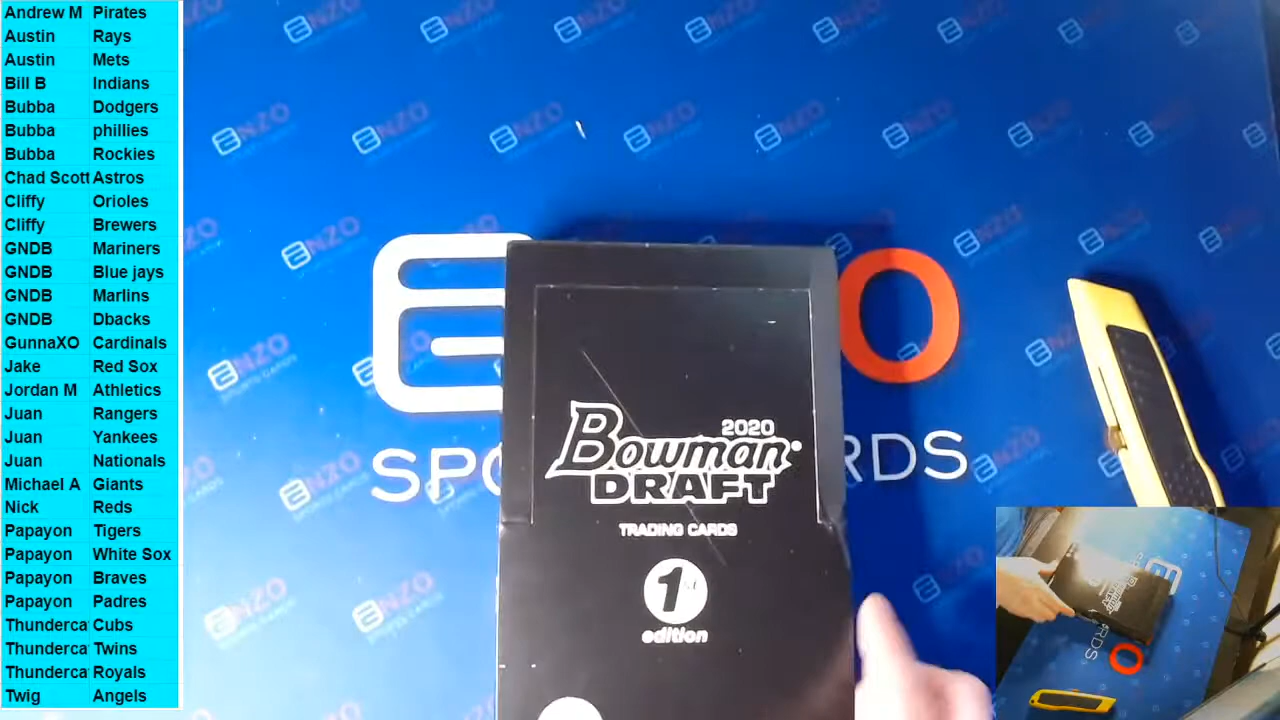 Andrew M Pirates
Austin Rays
Austin Mets
Bill B Indians
Bubba Dodgers
Bubba phillies
Bubba Rockies
Chad Scott Astros
Cliffy Orioles
Cliffy Brewers
GNDB Mariners
GNDB Blue jays
GNDB Marlins
GNDB Dbacks
GunnaXO Cardinals
Jake Red Sox
Jordan M Athletics
Juan Rangers
Juan Yankees
Juan Nationals
Michael A Giants
Nick Reds
Papayon Tigers
Papayon White Sox
Papayon Braves
Papayon Padres
Thunderca Cubs
Thunderca Twins
Thunderca Royals
Twig Angels
2020
Bowman
DRAFT
TRADING CARDS
1st
edition